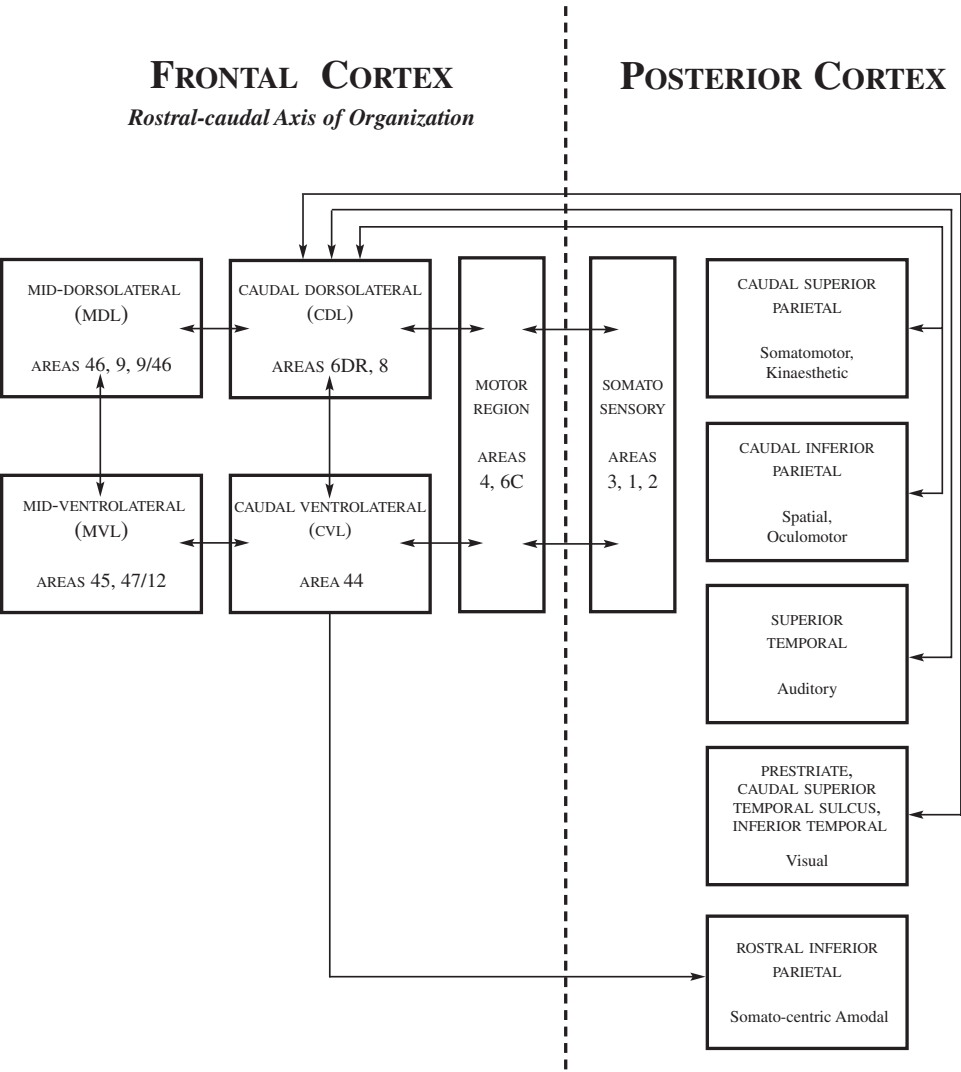 FRONTAL CORTEX
Rostral-caudal Axis of Organization
POSTERIOR CORTEX
MID-DORSOLATERAL
(MDL)
AREAS 46, 9, 9/46
CAUDAL DORSOLATERAL
(CDL)
AREAS 6DR, 8
MID-VENTROLATERAL
(MVL)
AREAS 45, 47/12
CAUDAL VENTROLATERAL
(CVL)
AREA 44
MOTOR
REGION
AREAS
4, 6C
SOMATO
SENSORY
AREAS
3, 1, 2
CAUDAL SUPERIOR
PARIETAL
Somatomotor,
Kinaesthetic
CAUDAL INFERIOR
PARIETAL
Spatial,
Oculomotor
SUPERIOR
TEMPORAL
Auditory
PRESTRIATE,
CAUDAL SUPERIOR
TEMPORAL SULCUS,
INFERIOR TEMPORAL
Visual
ROSTRAL INFERIOR
PARIETAL
Somato-centric Amodal